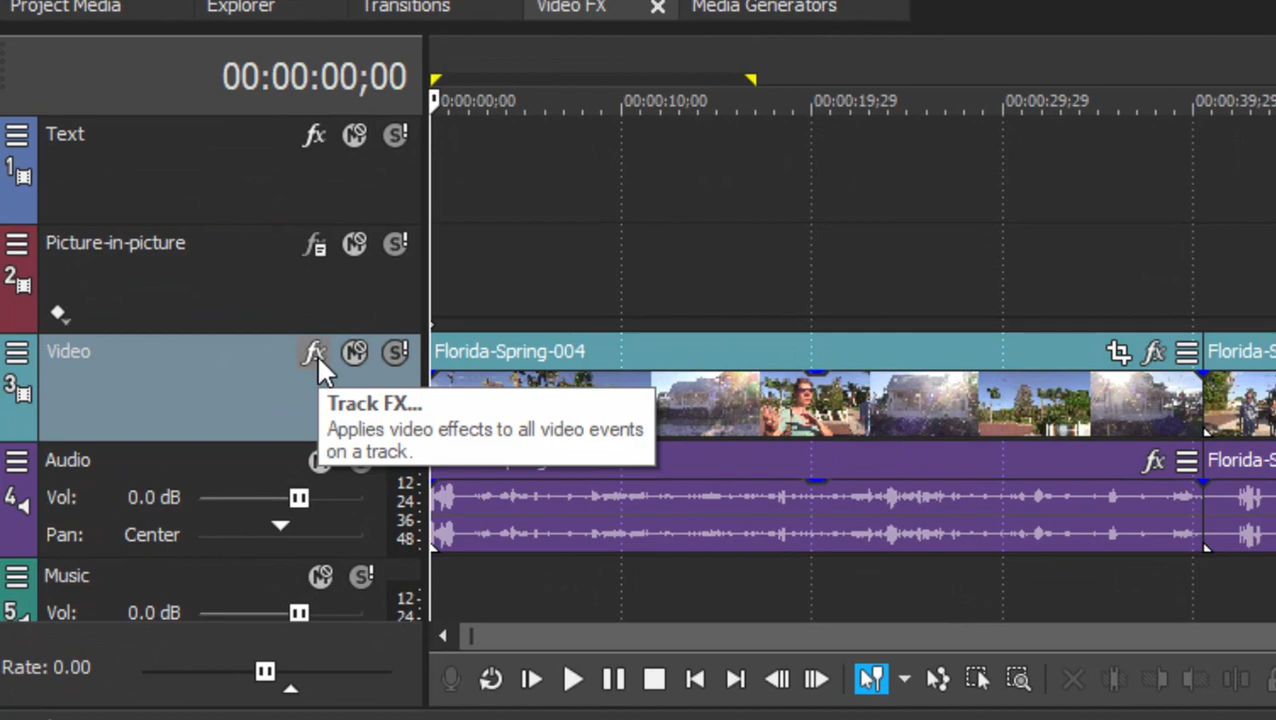 Project Media
Explorer
Transitions
Video FX
Media Generators
00:00:00;00
0:00:00;00
00:00:10;00
00:00:19;29
00:00:29;29
00:00:39;29
Text
1
Picture-in-picture
2
Video
3
Florida-Spring-004
Florida-S
Track FX...
Applies video effects to all video events
on a track.
Audio
Florida-S
4
Vol: 0.0 dB
12
24
36
48
Pan: Center
Music
5
Vol: 0.0 dB
12
24
Rate: 0.00